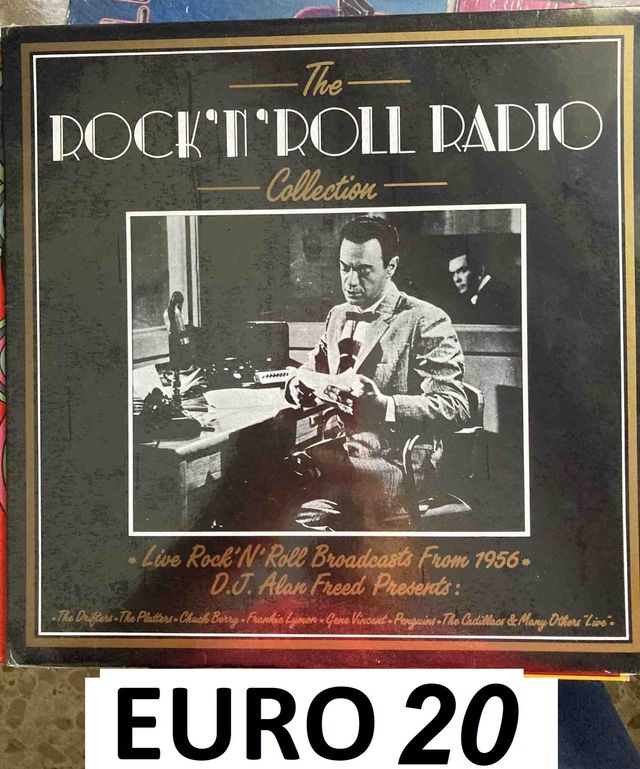 The
ROCK'N'ROLL RADIO
Collection
• Live Rock'N'Roll Broadcasts From 1956 •
D.J. Alan Freed Presents:
• The Drifters • The Platters • Chuck Berry • Frankie Lymon • Gene Vincent • Penguins • The Cadillacs & Many Others "Live" •
EURO 20